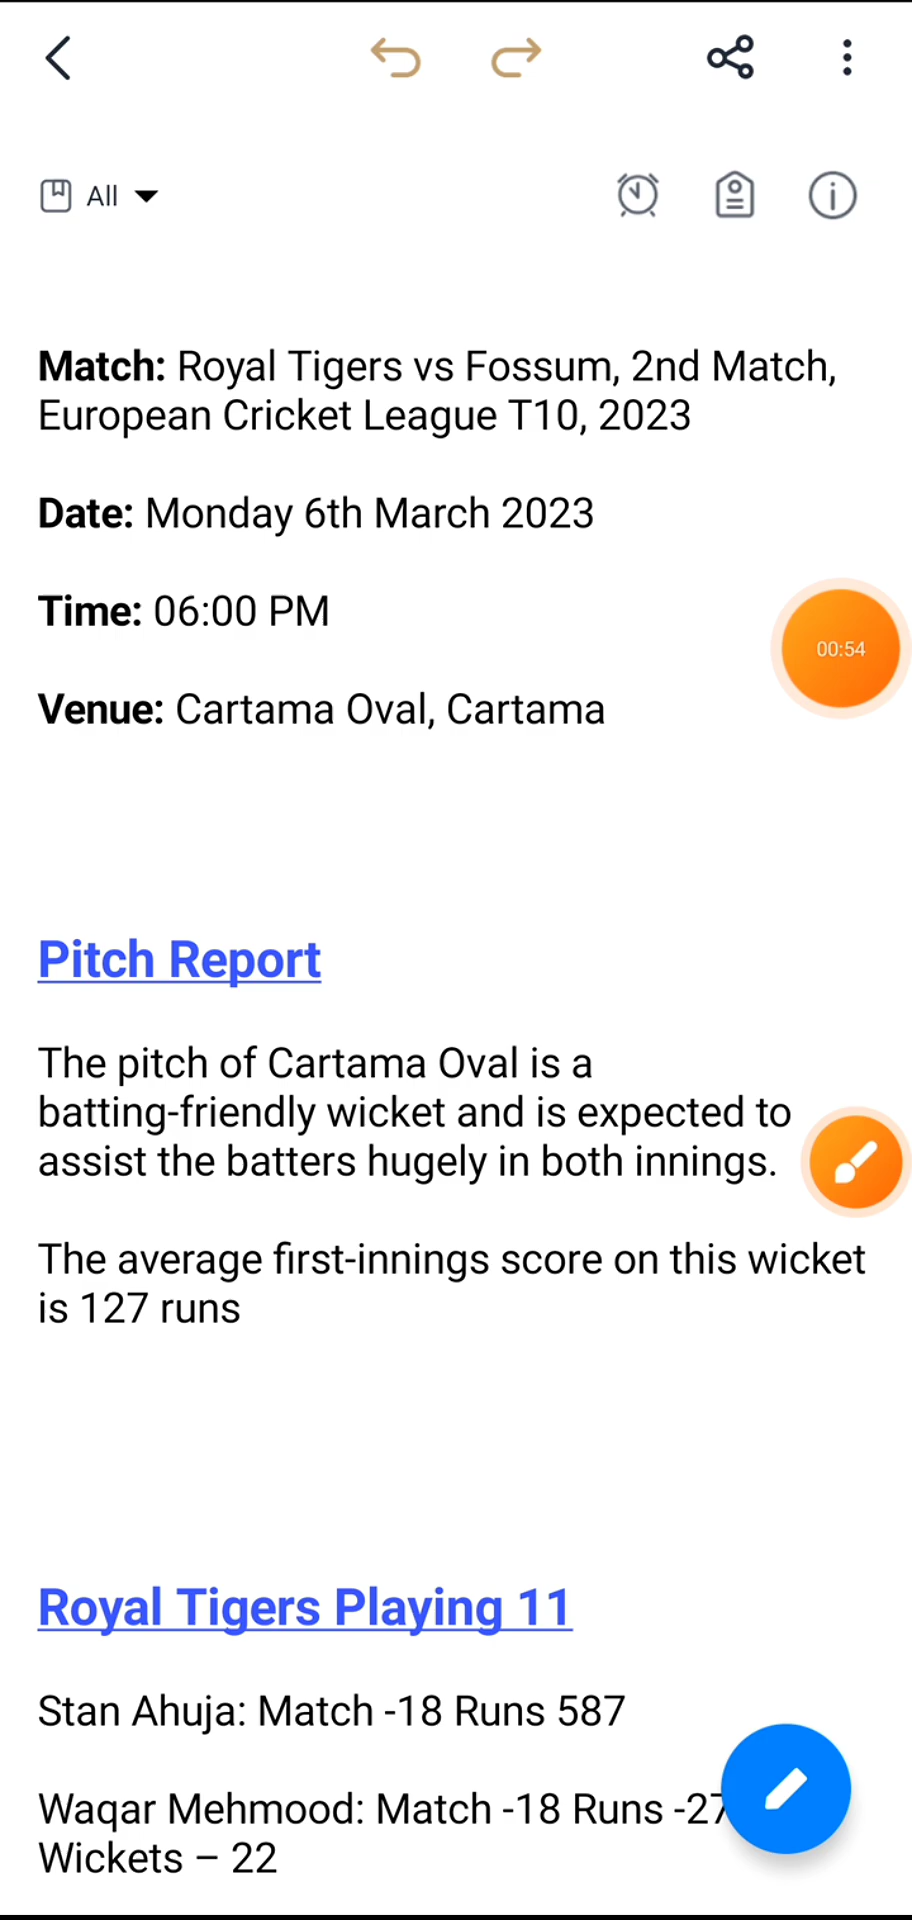 All
Match: Royal Tigers vs Fossum, 2nd Match,
European Cricket League T10, 2023
Date: Monday 6th March 2023
Time: 06:00 PM
00:54
Venue: Cartama Oval, Cartama
Pitch Report
The pitch of Cartama Oval is a
batting-friendly wicket and is expected to
assist the batters hugely in both innings.
The average first-innings score on this wicket
is 127 runs
Royal Tigers Playing 11
Stan Ahuja: Match -18 Runs 587
Waqar Mehmood: Match -18 Runs
Wickets – 22